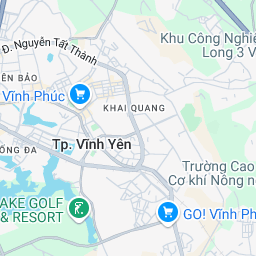 Khu Công Nghiệ
Long 3 V
Đ. Nguyễn Tất Thành
ÊN BẢO
Vĩnh Phúc
KHAI QUANG
Tp. Vĩnh Yên
ỐNG ĐA
Trường Cao
Cơ khí Nông n
AKE GOLF
& RESORT
GO! Vĩnh Ph